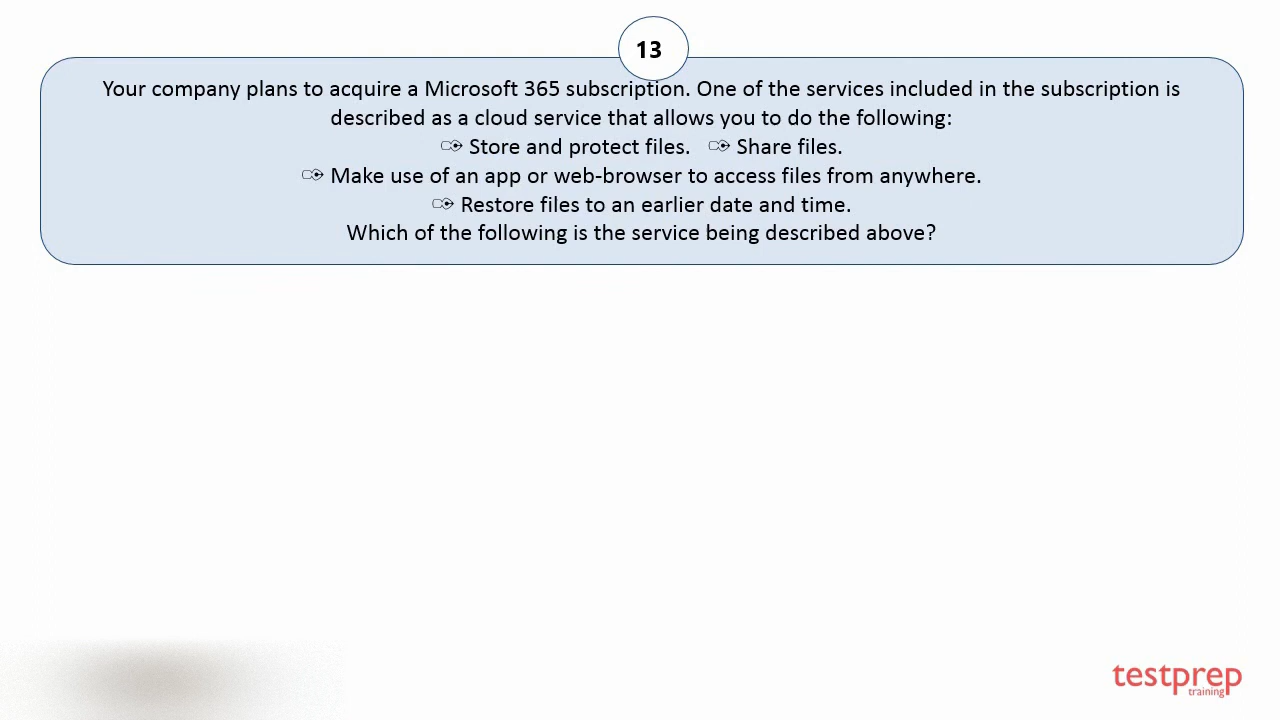 13
Your company plans to acquire a Microsoft 365 subscription. One of the services included in the subscription is
described as a cloud service that allows you to do the following:
Store and protect files. Share files.
Make use of an app or web-browser to access files from anywhere.
Restore files to an earlier date and time.
Which of the following is the service being described above?
testprep
training